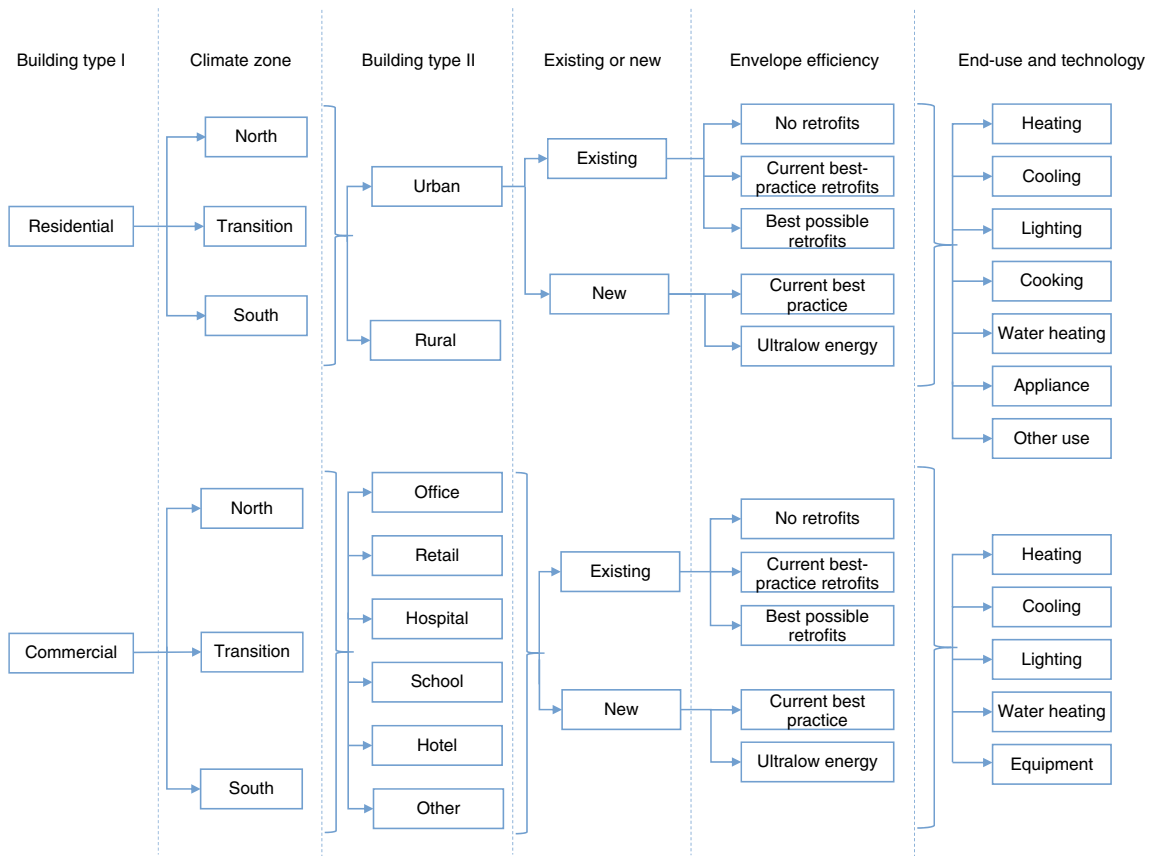 Building type I
Climate zone
Building type II
Existing or new
Envelope efficiency
End-use and technology
Residential
North
Transition
South
Urban
Rural
Existing
New
No retrofits
Current best-
practice retrofits
Best possible
retrofits
Current best
practice
Ultralow energy
Heating
Cooling
Lighting
Cooking
Water heating
Appliance
Other use
Commercial
North
Transition
South
Office
Retail
Hospital
School
Hotel
Other
Existing
New
No retrofits
Current best-
practice retrofits
Best possible
retrofits
Current best
practice
Ultralow energy
Heating
Cooling
Lighting
Water heating
Equipment